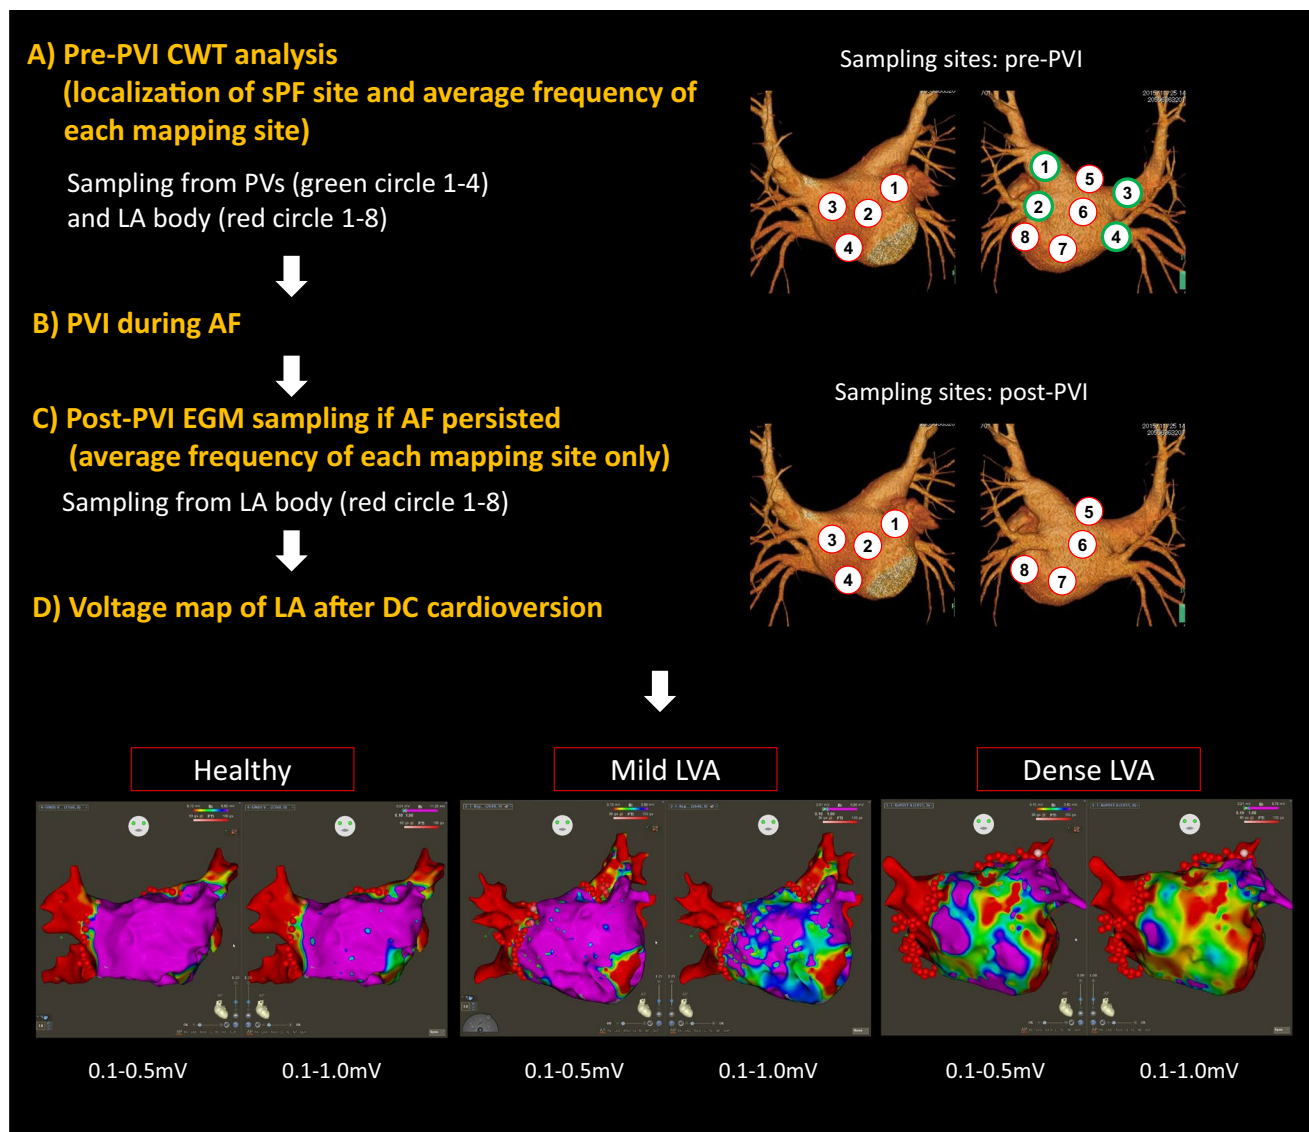 A) Pre-PVI CWT analysis
(localization of sPF site and average frequency of
each mapping site)
Sampling from PVs (green circle 1-4)
and LA body (red circle 1-8)
B) PVI during AF
C) Post-PVI EGM sampling if AF persisted
(average frequency of each mapping site only)
Sampling from LA body (red circle 1-8)
D) Voltage map of LA after DC cardioversion
Sampling sites: pre-PVI
1
3
2
4
701
1
5
3
2
6
8
7
4
Sampling sites: post-PVI
1
3
2
4
701
5
6
8
7
Healthy
Mild LVA
Dense LVA
0.1-0.5mV
0.1-1.0mV
0.1-0.5mV
0.1-1.0mV
0.1-0.5mV
0.1-1.0mV